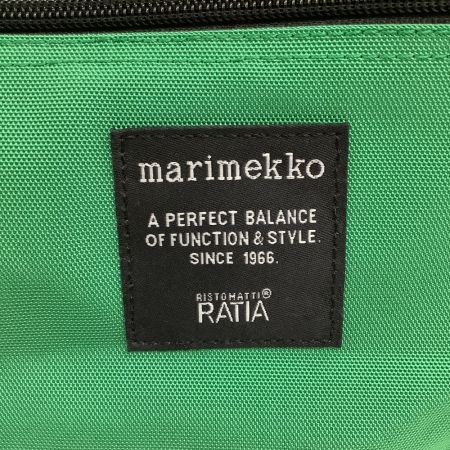 marimekko
A PERFECT BALANCE
OF FUNCTION & STYLE.
SINCE 1966.
RISTOMATTI®
RATIA